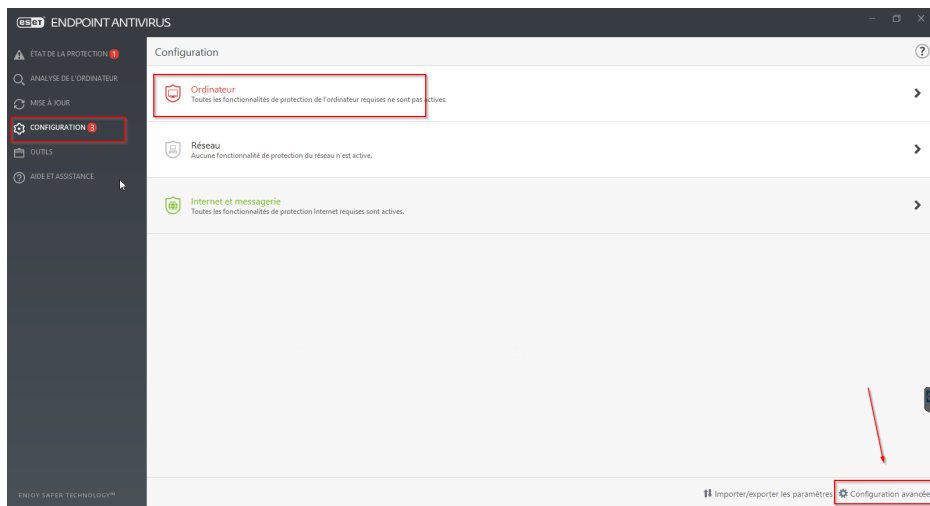 eset ENDPOINT ANTIVIRUS
ÉTAT DE LA PROTECTION 1
ANALYSE DE L'ORDINATEUR
MISE À JOUR
CONFIGURATION 3
OUTILS
AIDE ET ASSISTANCE
ENJOY SAFER TECHNOLOGY™
Configuration
?
Ordinateur
Toutes les fonctionnalités de protection de l'ordinateur requises ne sont pas actives.
Réseau
Aucune fonctionnalité de protection du réseau n'est active.
Internet et messagerie
Toutes les fonctionnalités de protection Internet requises sont actives.
Importer/exporter les paramètres
Configuration avancée